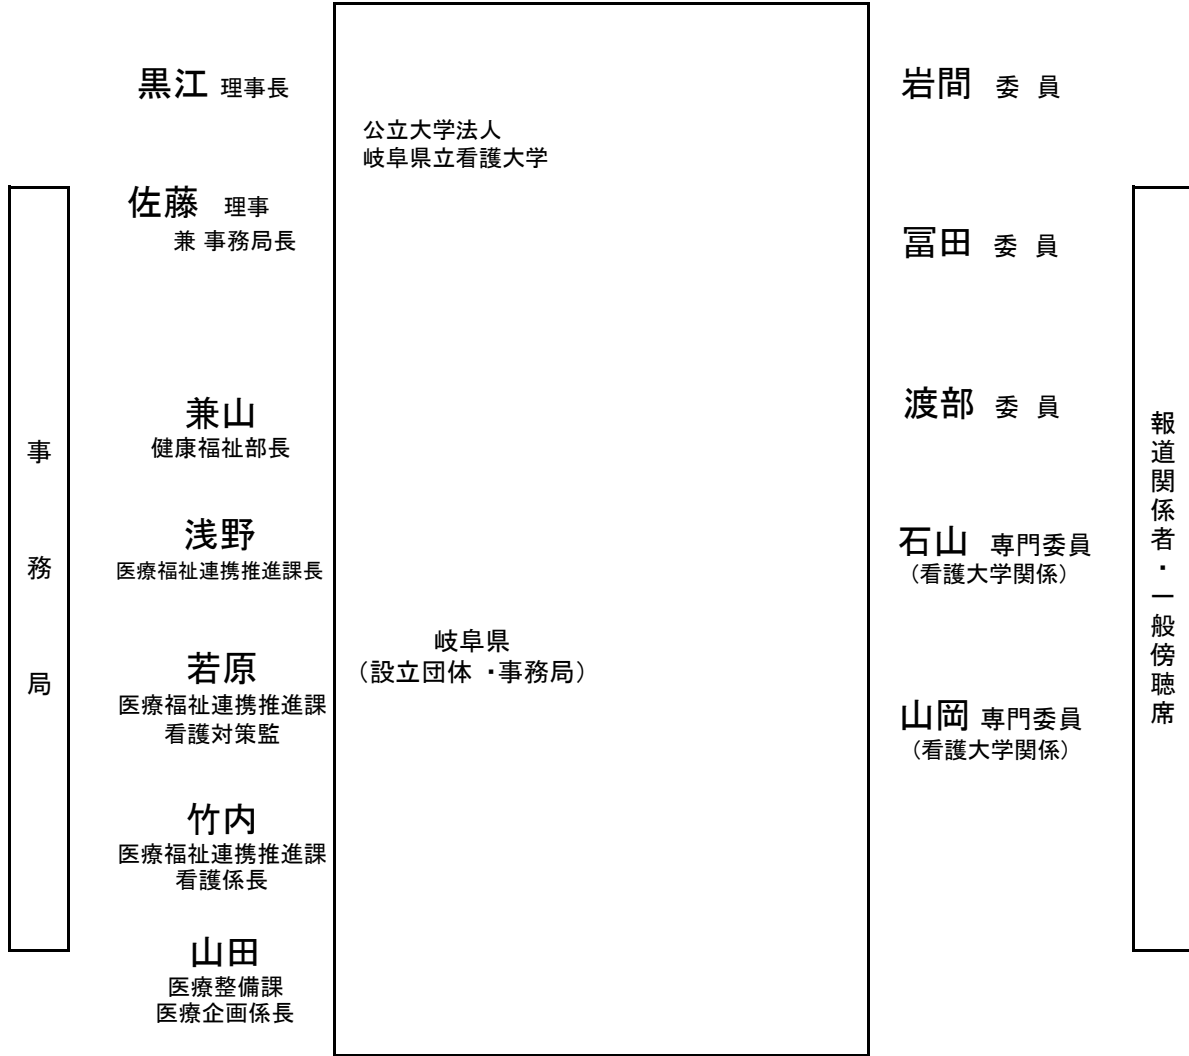 黒江 理事長
岩間 委 員
公立大学法人
岐阜県立看護大学
佐藤 理事
兼 事務局長
冨田 委 員
兼山
健康福祉部長
渡部 委 員
浅野
医療福祉連携推進課長
石山 専門委員
（看護大学関係）
岐阜県
（設立団体 ・事務局）
若原
医療福祉連携推進課
看護対策監
山岡 専門委員
（看護大学関係）
竹内
医療福祉連携推進課
看護係長
山田
医療整備課
医療企画係長
事務局
報道関係者・一般傍聴席